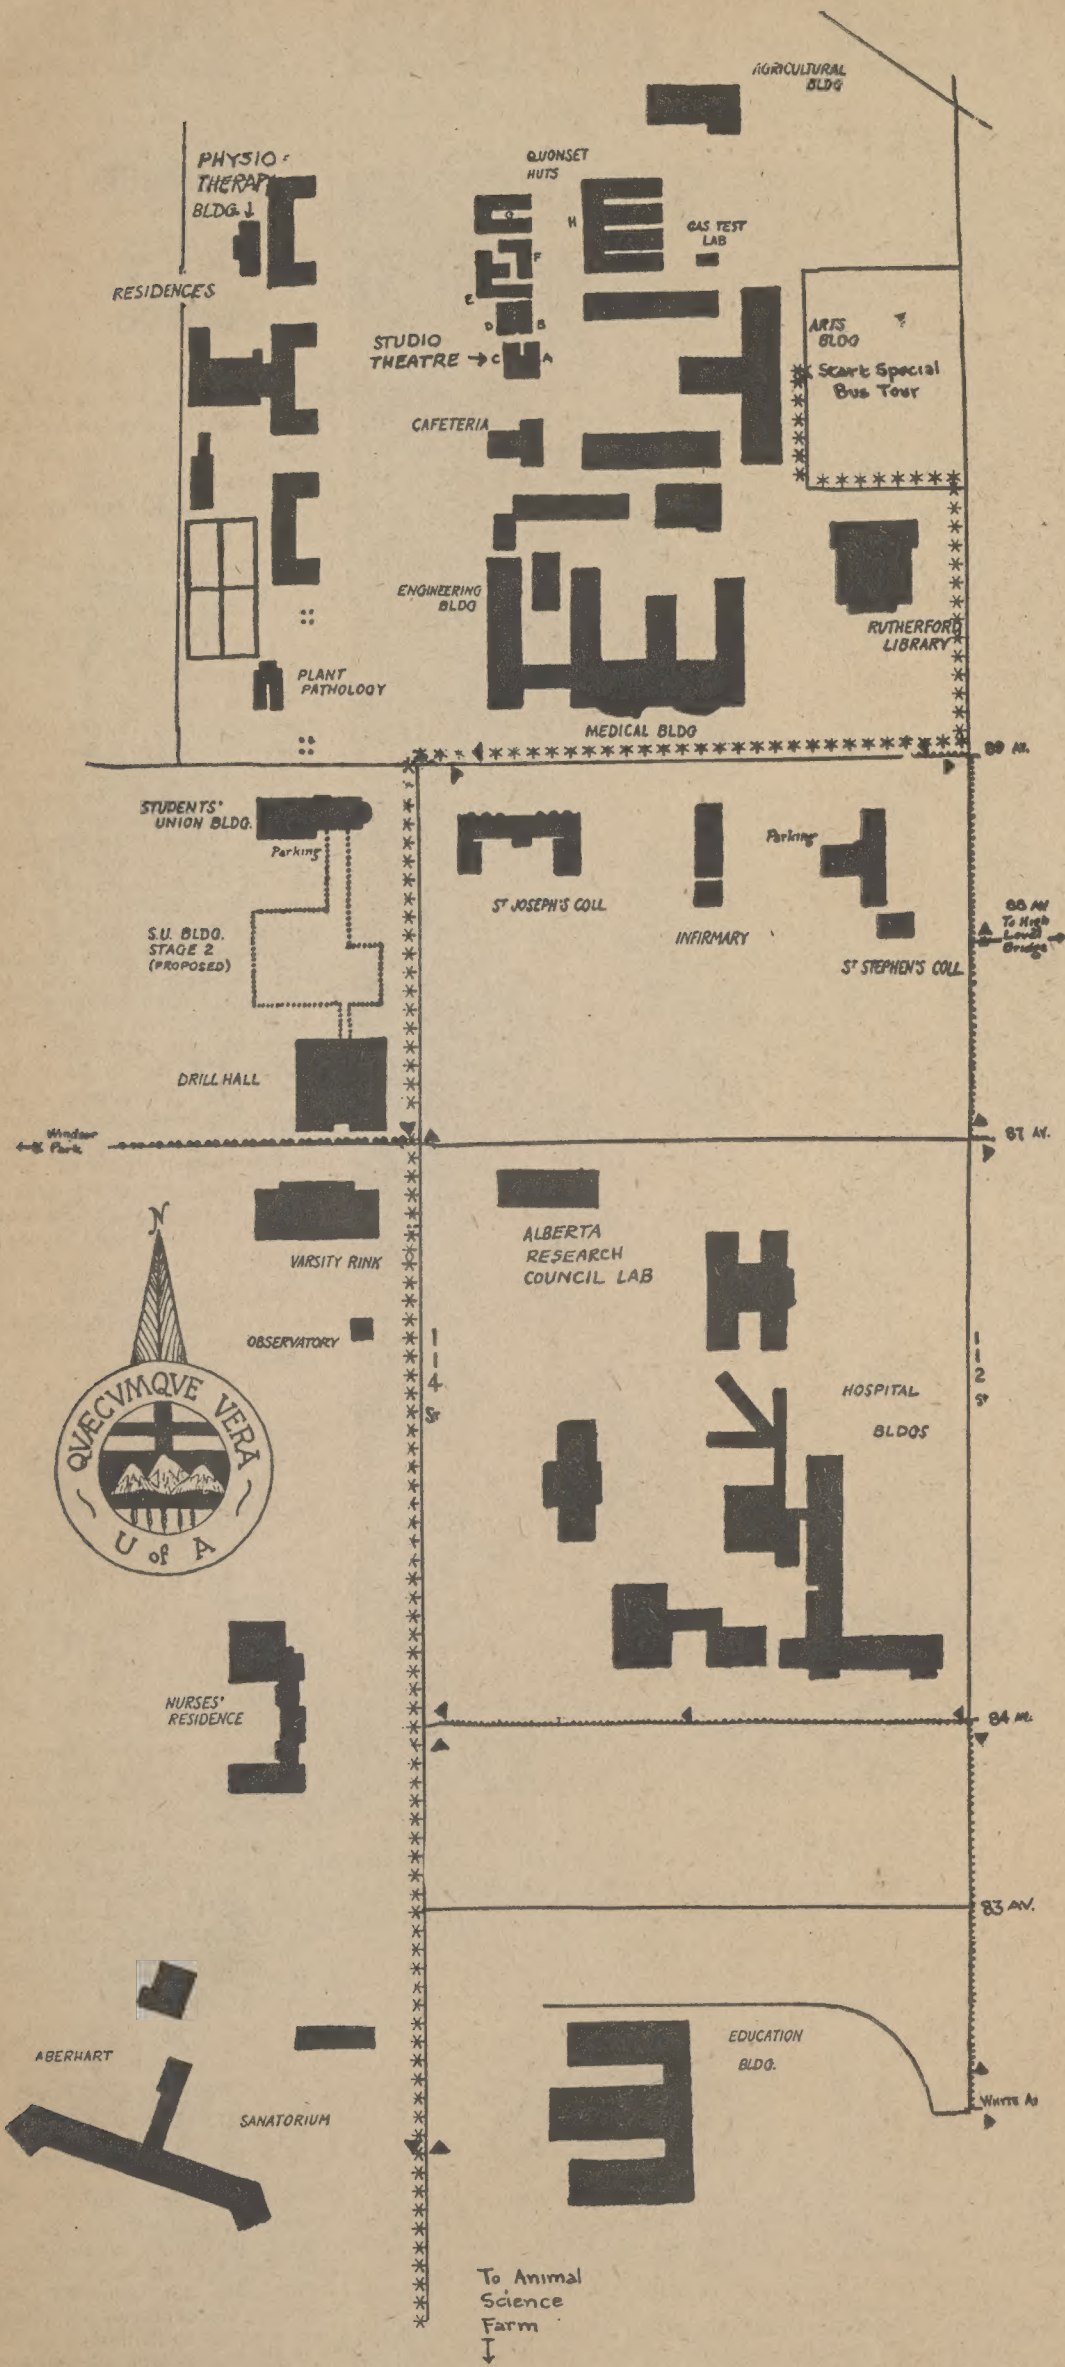 AGRICULTURAL
BLDG
PHYSIO-
THERAPY
BLDG. ↓
QUONSET
HUTS
G
H
F
GAS TEST
LAB
RESIDENCES
E
D
B
STUDIO
THEATRE → C
A
ARTS
BLDG
Start Special
Bus Tour
CAFETERIA
ENGINEERING
BLDG
RUTHERFORD
LIBRARY
PLANT
PATHOLOGY
MEDICAL BLDG
89 AV.
STUDENTS'
UNION BLDG.
Parking
Parking
ST JOSEPH'S COLL
INFIRMARY
ST STEPHEN'S COLL
88 AV
To High
Level
Bridge
S.U. BLDG.
STAGE 2
(PROPOSED)
DRILL HALL
Windsor
Park
87 AV.
VARSITY RINK
ALBERTA
RESEARCH
COUNCIL LAB
OBSERVATORY
114 ST
112 ST
HOSPITAL
BLDGS
N
QVÆCVMQVE VERA
U of A
NURSES'
RESIDENCE
84 AV.
83 AV.
ABERHART
SANATORIUM
EDUCATION
BLDG.
WHYTE AV
To Animal
Science
Farm
↓